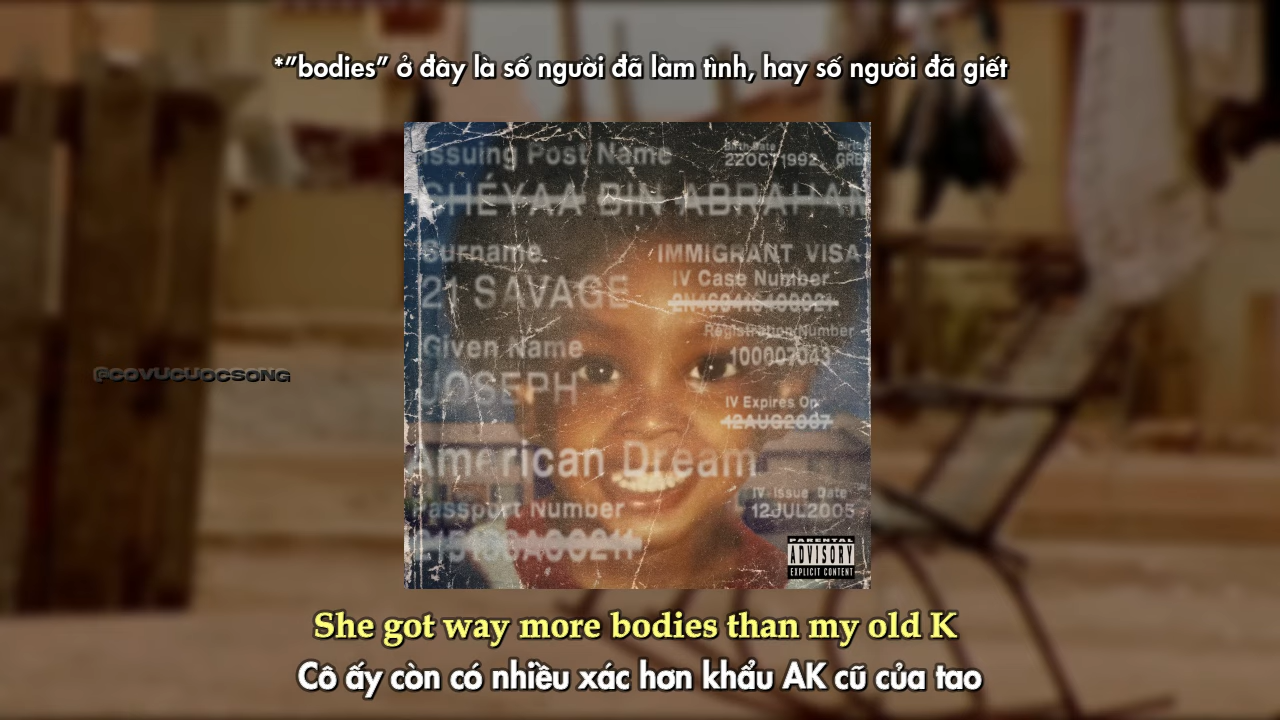 *”bodies” ở đây là số người đã làm tình, hay số người đã giết
Issuing Post Name
Birth Date
22OCT1992
SHÉYAA BIN ABRAHAM
Surname
IMMIGRANT VISA
21 SAVAGE
IV Case Number
Registration Number
Given Name
100007043
JOSEPH
IV Expires On
12AUG2007
@COVUCUOCSONG
American Dream
IV Issue Date
Passport Number
12JUL2005
PARENTAL
ADVISORY
EXPLICIT CONTENT
She got way more bodies than my old K
Cô ấy còn có nhiều xác hơn khẩu AK cũ của tao